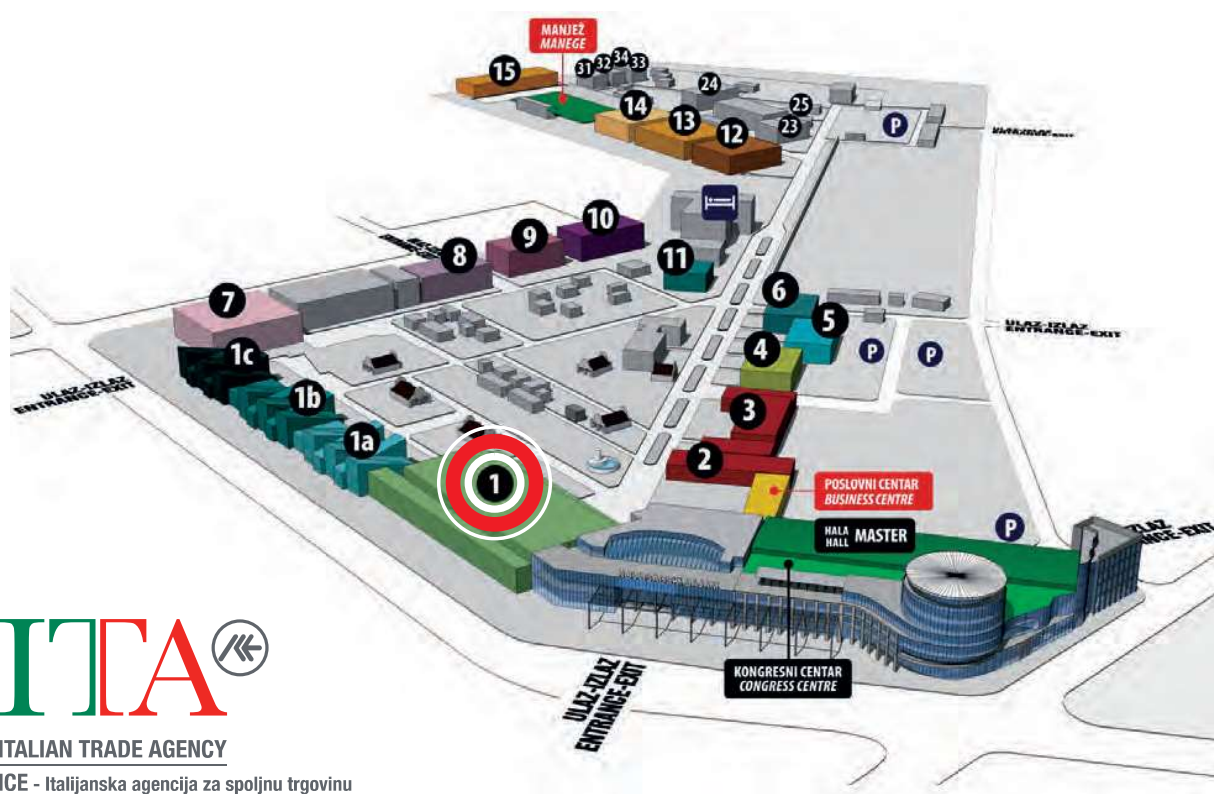 MANJEŽ
MANEGE
15
31
32
34
33
24
14
13
12
25
23
P
10
9
8
11
7
6
5
4
P
P
ULAZ-IZLAZ
ENTRANCE-EXIT
1c
1b
1a
ULAZ-IZLAZ
ENTRANCE-EXIT
3
2
1
POSLOVNI CENTAR
BUSINESS CENTRE
HALA
HALL
MASTER
P
KONGRESNI CENTAR
CONGRESS CENTRE
ULAZ-IZLAZ
ENTRANCE-EXIT
ITA
ITALIAN TRADE AGENCY
ICE - Italijanska agencija za spoljnu trgovinu